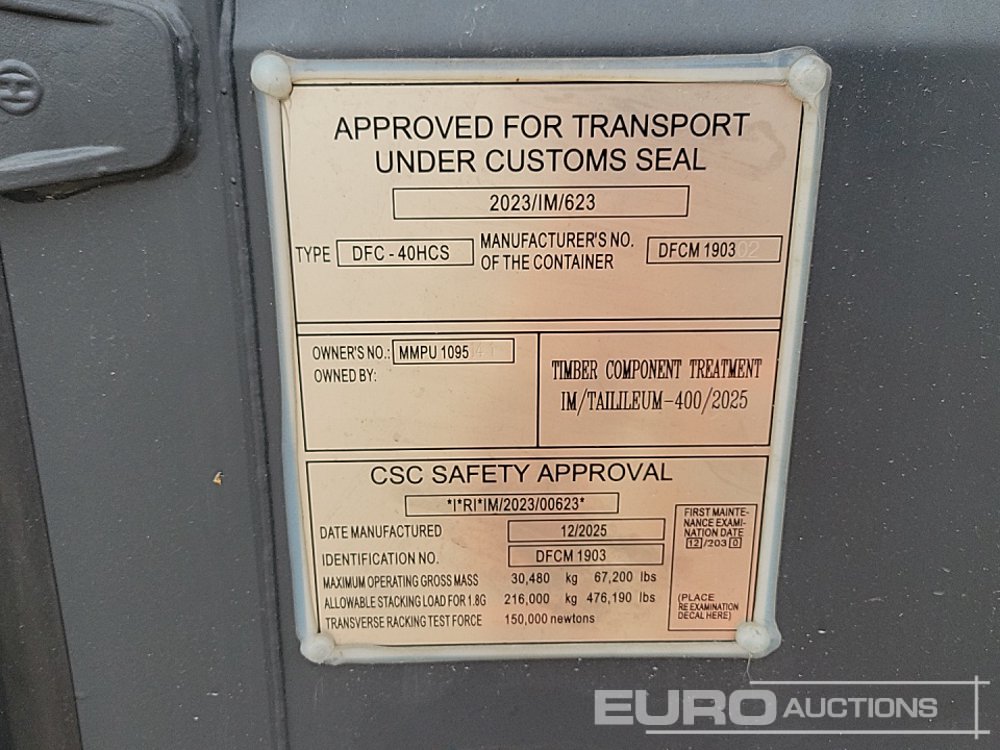 APPROVED FOR TRANSPORT
UNDER CUSTOMS SEAL
2023/IM/623
TYPE DFC - 40HCS MANUFACTURER'S NO. OF THE CONTAINER DFCM 190302
OWNER'S NO.: MMPU 1095
OWNED BY:
TIMBER COMPONENT TREATMENT
IM/TAILILEUM-400/2025
CSC SAFETY APPROVAL
*I*RI*IM/2023/00623*
DATE MANUFACTURED 12/2025
IDENTIFICATION NO. DFCM 1903
MAXIMUM OPERATING GROSS MASS 30,480 kg 67,200 lbs
ALLOWABLE STACKING LOAD FOR 1.8G 216,000 kg 476,190 lbs
TRANSVERSE RACKING TEST FORCE 150,000 newtons
FIRST MAINTE-
NANCE EXAMI-
NATION DATE
12/2030
(PLACE
RE EXAMINATION
DECAL HERE)
EURO AUCTIONS